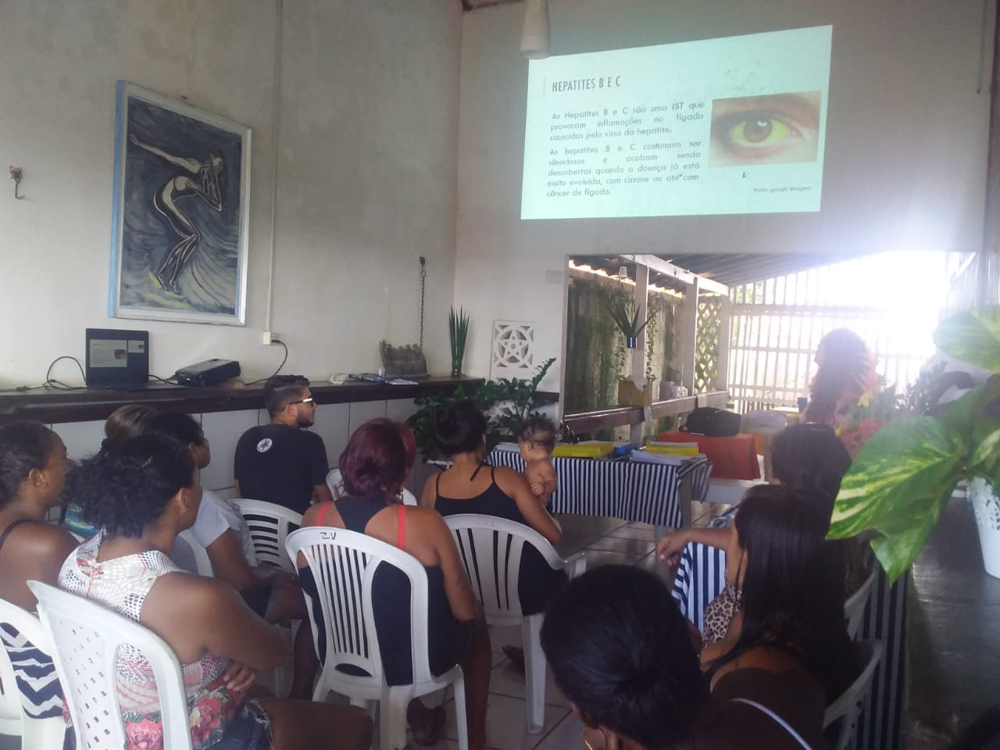 HEPATITES B E C
As Hepatites B e C são uma IST que
provocam inflamações no fígado
causadas pelo vírus da hepatite.
As hepatites B e C costumam ser
silenciosas e acabam sendo
descobertas quando a doença já está
muito evoluída, com cirrose ou até com
câncer de fígado.
Fonte: google imagens
ZU